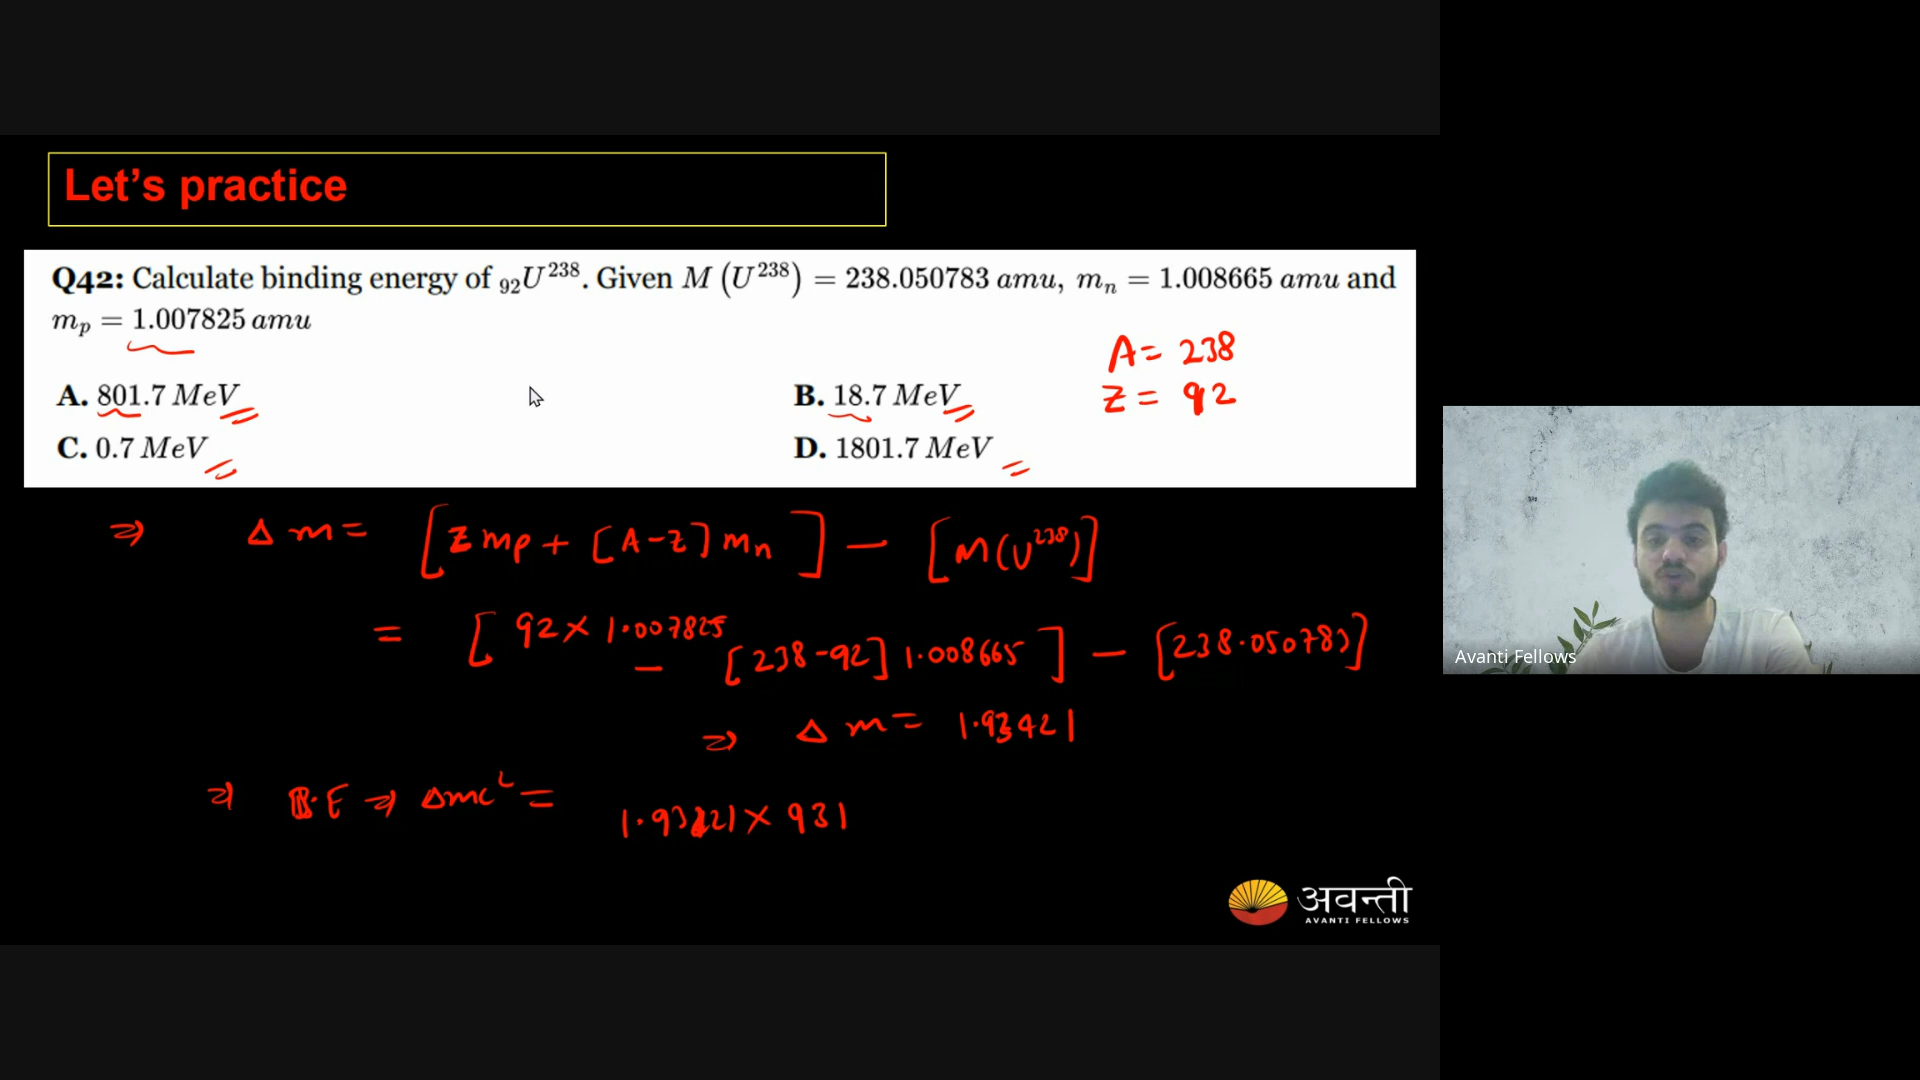 Let's practice
Q42: Calculate binding energy of ₉₂U²³⁸. Given M (U²³⁸) = 238.050783 amu, mₙ = 1.008665 amu and
mₚ = 1.007825 amu
A = 238
Z = 92
A. 801.7 MeV B. 18.7 MeV
C. 0.7 MeV D. 1801.7 MeV
⇒ Δm = [Zmp + [A-Z] mn] – [M(U²³⁸)]
= [92 × 1.007825 – [238-92] 1.008665] – [238.050783]
⇒ Δm = 1.93421
⇒ B.E ⇒ Δmc² = 1.93421 × 931
Avanti Fellows
अवन्ती
AVANTI FELLOWS